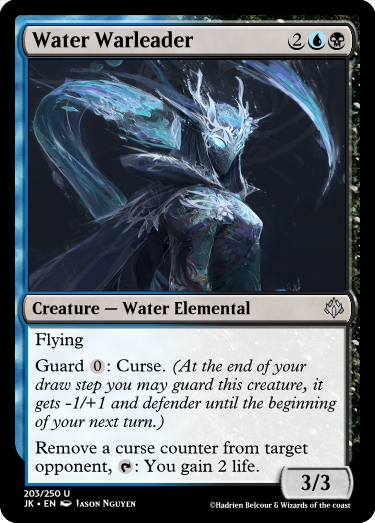 Water Warleader 2
Creature — Water Elemental
Flying
Guard 0: Curse. (At the end of your
draw step you may guard this creature, it
gets -1/+1 and defender until the beginning
of your next turn.)
Remove a curse counter from target
opponent, : You gain 2 life.
3/3
203/250 U
JK • EN Jason Nguyen
©Hadrien Belcour & Wizards of the coast